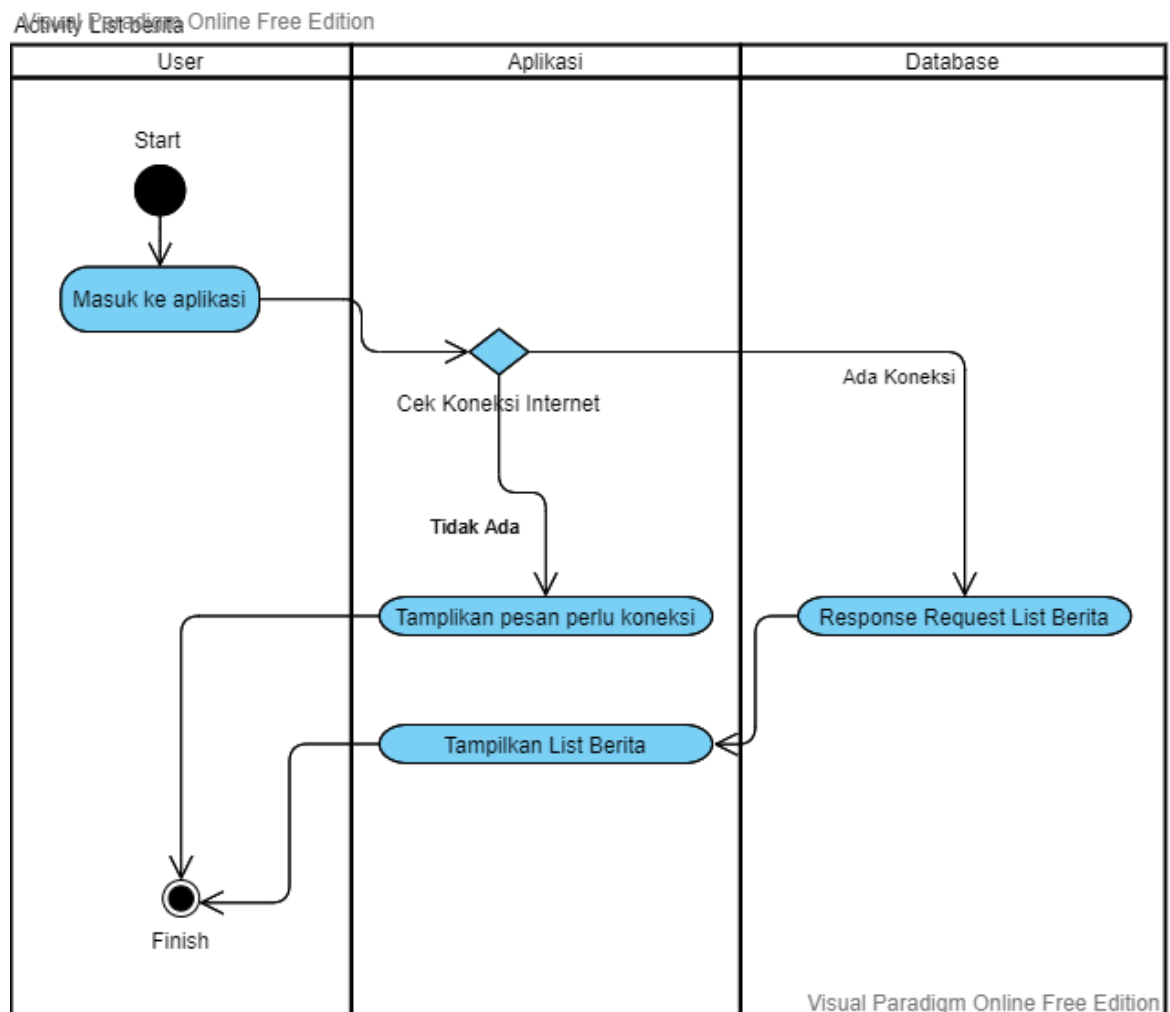 Visual Paradigm Online Free Edition
Activity List berita
User
Aplikasi
Database
Start
Masuk ke aplikasi
Ada Koneksi
Cek Koneksi Internet
Tidak Ada
Tamplikan pesan perlu koneksi
Response Request List Berita
Tampilkan List Berita
Finish
Visual Paradigm Online Free Edition